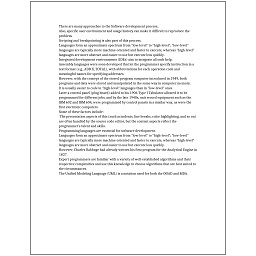 There are many approaches to the Software development process.
Also, specific user environment and usage history can make it difficult to reproduce the
problem.
Scripting and breakpointing is also part of this process.
Languages form an approximate spectrum from "low-level" to "high-level"; "low-level"
languages are typically more machine-oriented and faster to execute, whereas "high-level"
languages are more abstract and easier to use but execute less quickly.
Integrated development environments (IDEs) aim to integrate all such help.
Assembly languages were soon developed that let the programmer specify instruction in a
text format (e.g., ADD X, TOTAL), with abbreviations for each operation code and
meaningful names for specifying addresses.
However, with the concept of the stored-program computer introduced in 1949, both
programs and data were stored and manipulated in the same way in computer memory.
It is usually easier to code in "high-level" languages than in "low-level" ones.
Later a control panel (plug board) added to his 1906 Type I Tabulator allowed it to be
programmed for different jobs, and by the late 1940s, unit record equipment such as the
IBM 602 and IBM 604, were programmed by control panels in a similar way, as were the
first electronic computers.
Some of these factors include:
The presentation aspects of this (such as indents, line breaks, color highlighting, and so on)
are often handled by the source code editor, but the content aspects reflect the
programmer's talent and skills.
Programming languages are essential for software development.
Languages form an approximate spectrum from "low-level" to "high-level"; "low-level"
languages are typically more machine-oriented and faster to execute, whereas "high-level"
languages are more abstract and easier to use but execute less quickly.
However, Charles Babbage had already written his first program for the Analytical Engine in
1837.
Expert programmers are familiar with a variety of well-established algorithms and their
respective complexities and use this knowledge to choose algorithms that are best suited to
the circumstances.
The Unified Modeling Language (UML) is a notation used for both the OOAD and MDA.